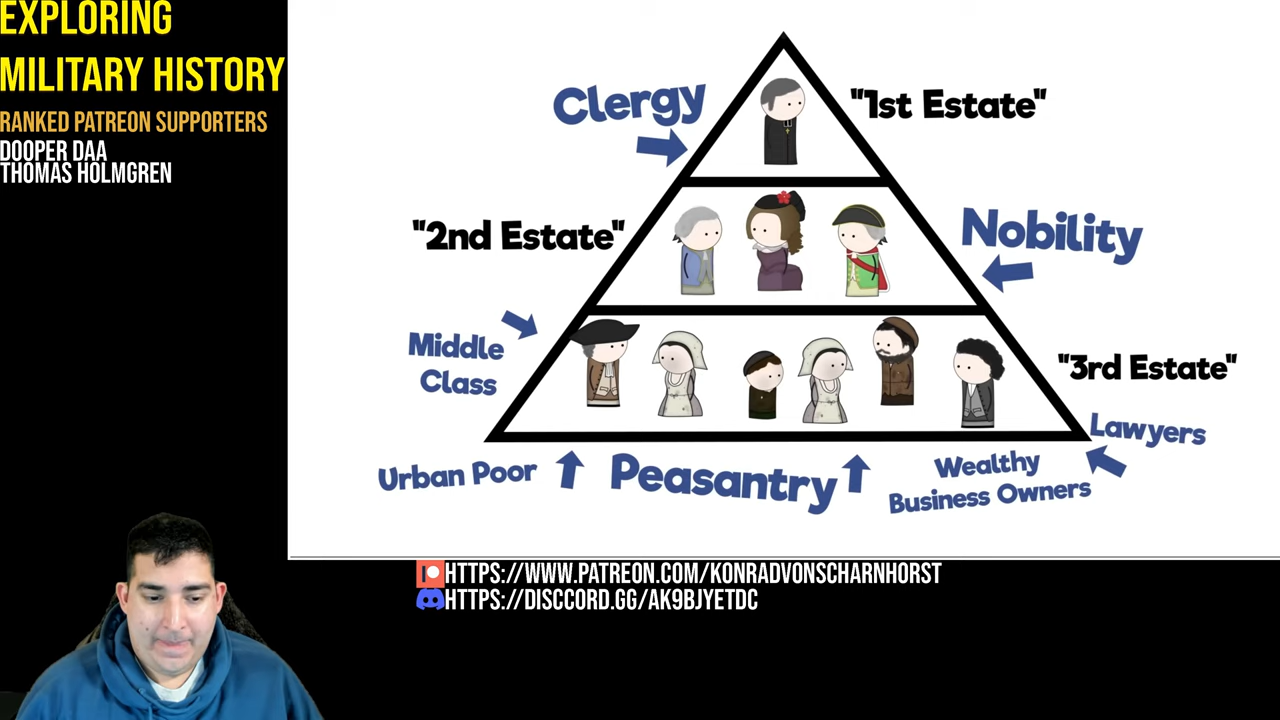 EXPLORING
MILITARY HISTORY
RANKED PATREON SUPPORTERS
DOOPER DAA
THOMAS HOLMGREN
Clergy
"1st Estate"
"2nd Estate"
Nobility
Middle
Class
"3rd Estate"
Lawyers
Urban Poor
Peasantry
Wealthy
Business Owners
HTTPS://WWW.PATREON.COM/KONRADVONSCHARNHORST
HTTPS://DISCCORD.GG/AK9BJYETDC